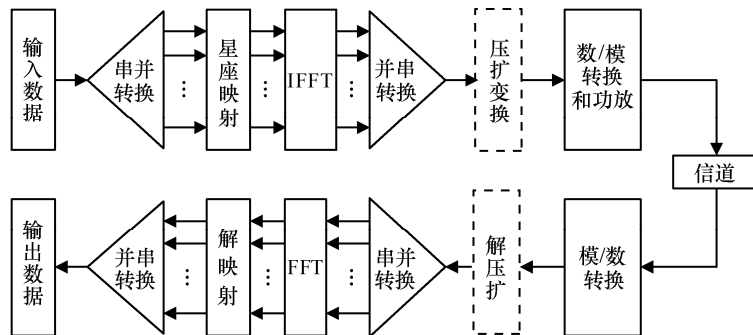 输入数据
串并
转换
星座映射
IFFT
并串
转换
压扩变换
数/模
转换
和功放
信道
输出数据
并串
转换
解映射
FFT
串并
转换
解压扩
模/数
转换